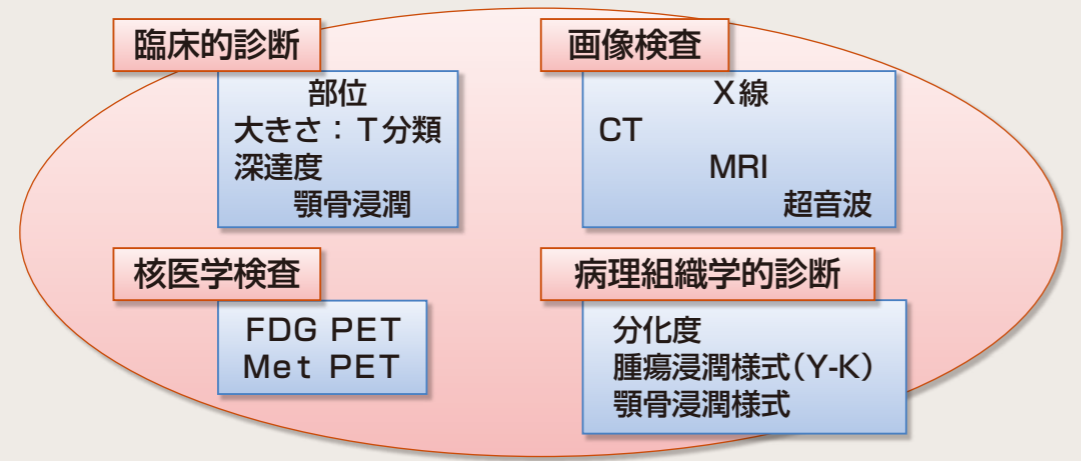 臨床的診断
部位
大きさ：T分類
深達度
顎骨浸潤
画像検査
X線
CT
MRI
超音波
核医学検査
FDG PET
Met PET
病理組織学的診断
分化度
腫瘍浸潤様式(Y-K)
顎骨浸潤様式